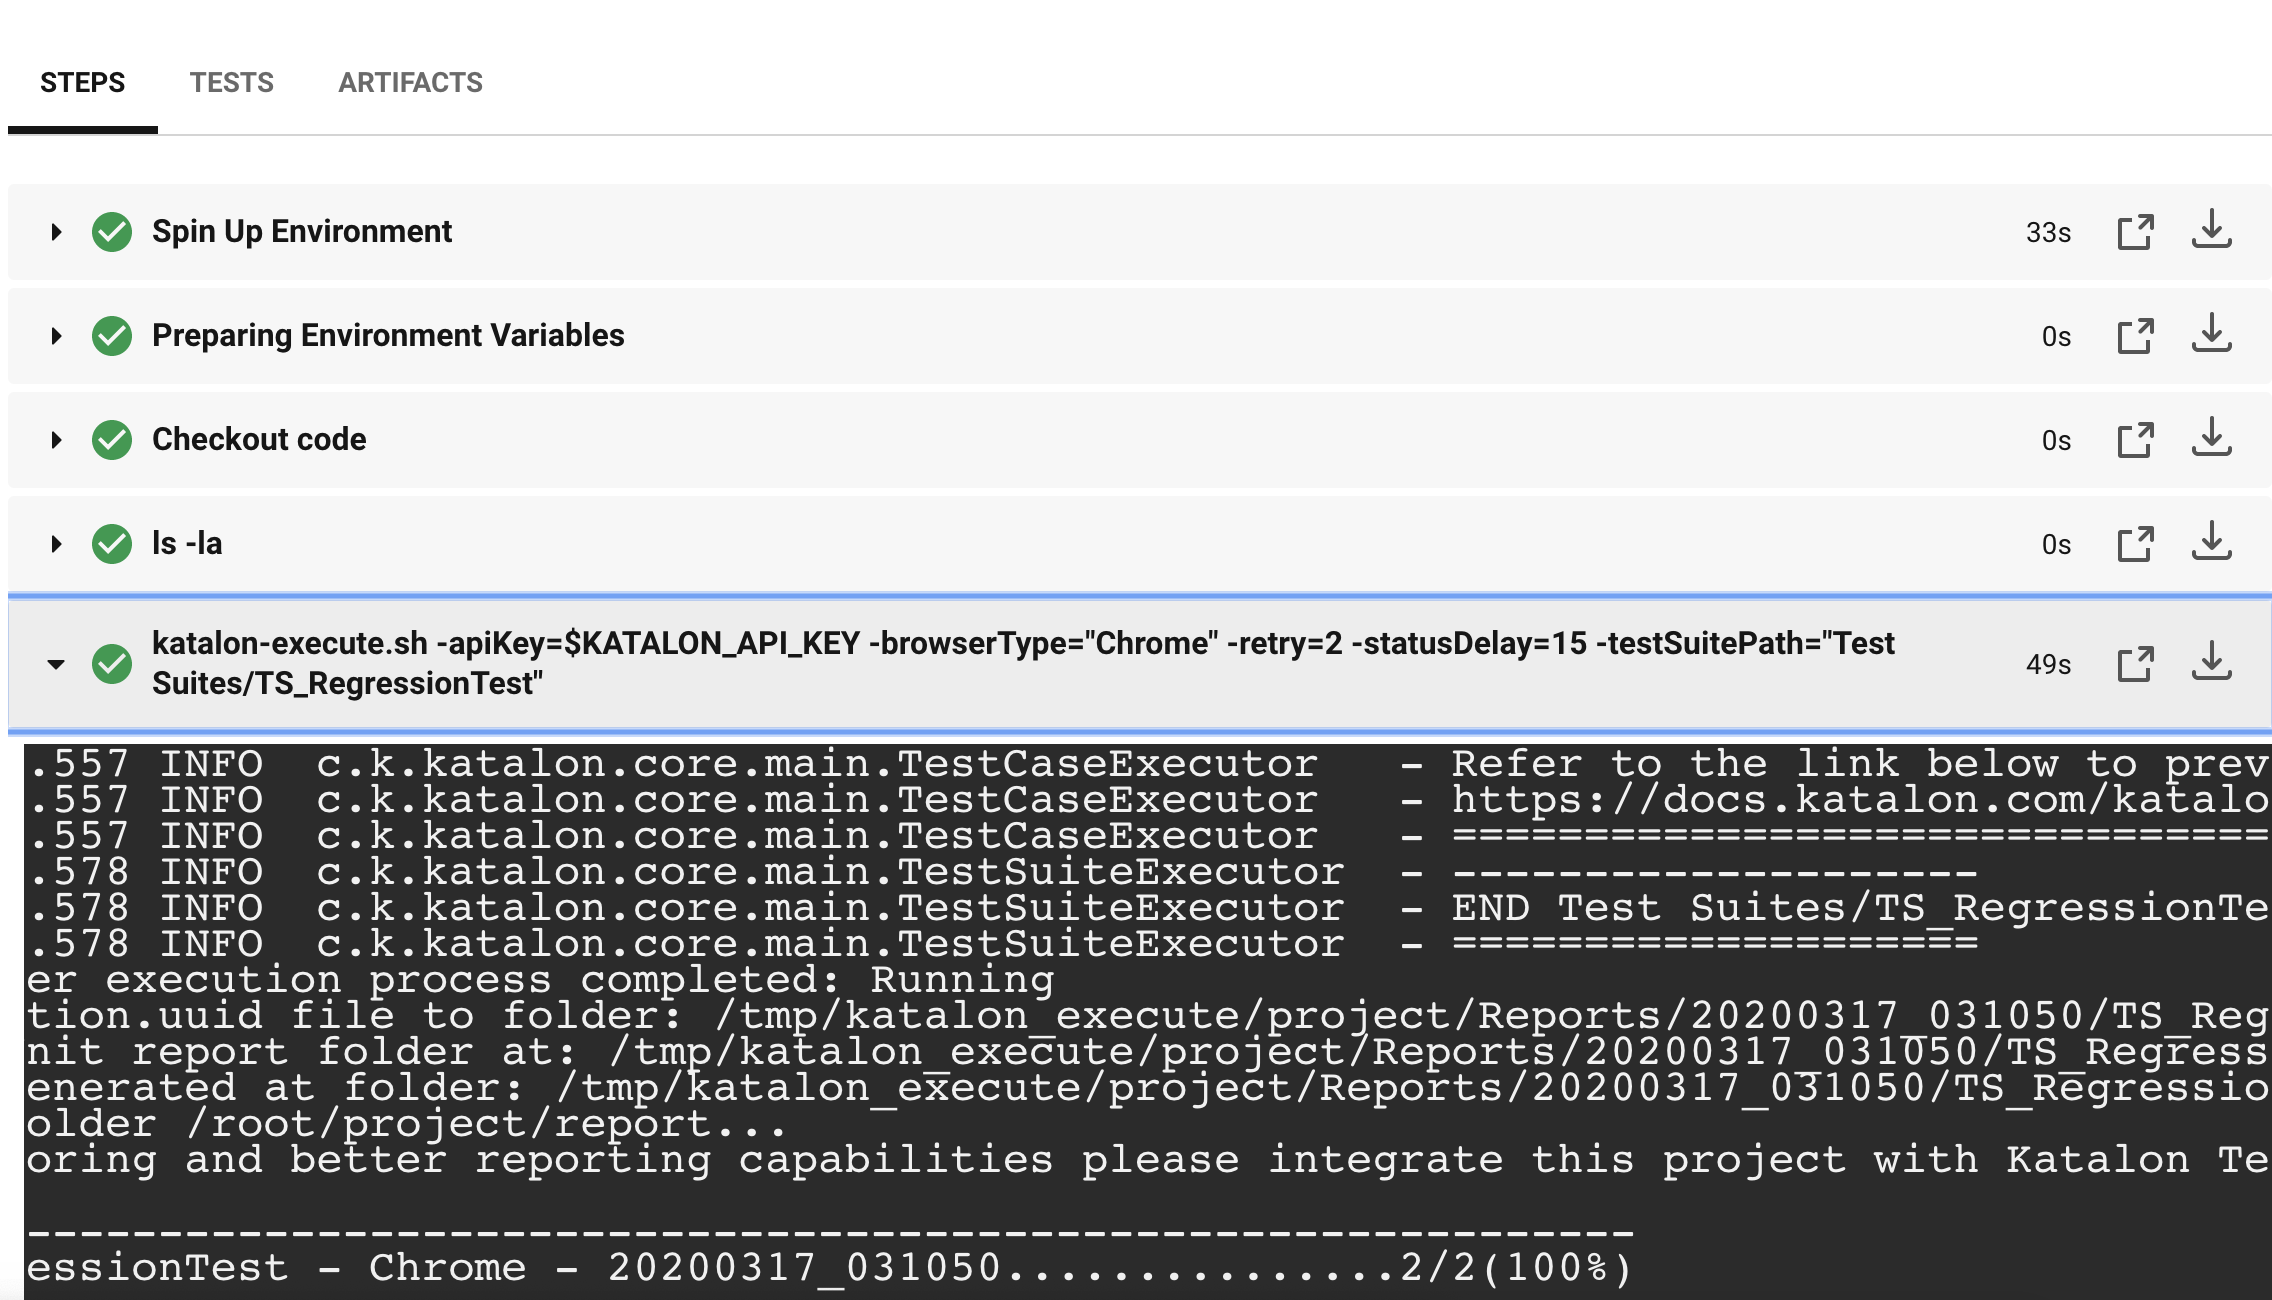 STEPS TESTS ARTIFACTS
Spin Up Environment 33s
Preparing Environment Variables 0s
Checkout code 0s
ls -la 0s
katalon-execute.sh -apiKey=$KATALON_API_KEY -browserType="Chrome" -retry=2 -statusDelay=15 -testSuitePath="Test
Suites/TS_RegressionTest" 49s
.557 INFO  c.k.katalon.core.main.TestCaseExecutor   - Refer to the link below to prev
.557 INFO  c.k.katalon.core.main.TestCaseExecutor   - https://docs.katalon.com/katalo
.557 INFO  c.k.katalon.core.main.TestCaseExecutor   - ===============================
.578 INFO  c.k.katalon.core.main.TestSuiteExecutor  - --------------------
.578 INFO  c.k.katalon.core.main.TestSuiteExecutor  - END Test Suites/TS_RegressionTe
.578 INFO  c.k.katalon.core.main.TestSuiteExecutor  - ====================
er execution process completed: Running
tion.uuid file to folder: /tmp/katalon_execute/project/Reports/20200317_031050/TS_Reg
nit report folder at: /tmp/katalon_execute/project/Reports/20200317_031050/TS_Regress
enerated at folder: /tmp/katalon_execute/project/Reports/20200317_031050/TS_Regressio
older /root/project/report...
oring and better reporting capabilities please integrate this project with Katalon Te
-------------------------------------------------------------
essionTest - Chrome - 20200317_031050...............2/2(100%)